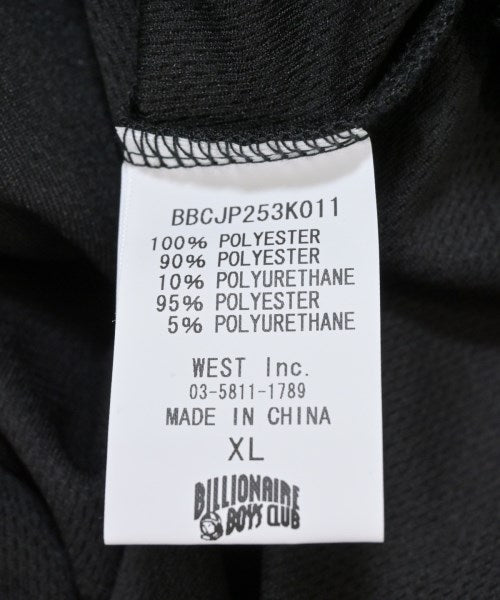 BBCJP253K011
100% POLYESTER
90% POLYESTER
10% POLYURETHANE
95% POLYESTER
5% POLYURETHANE
WEST Inc.
03-5811-1789
MADE IN CHINA
XL
BILLIONAIRE
BOYS CLUB